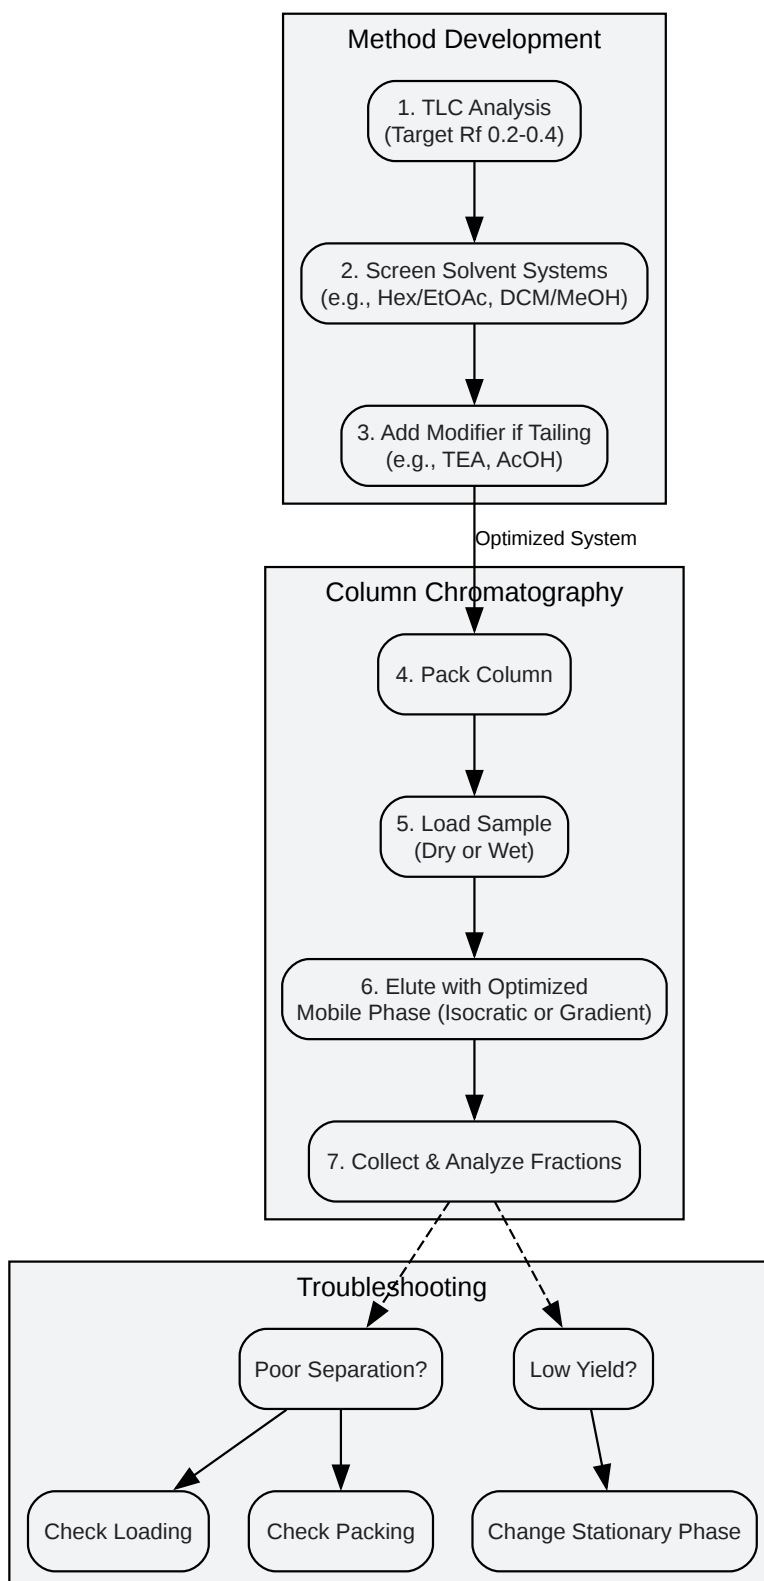 Method Development
1. TLC Analysis
(Target Rf 0.2-0.4)
2. Screen Solvent Systems
(e.g., Hex/EtOAc, DCM/MeOH)
3. Add Modifier if Tailing
(e.g., TEA, AcOH)
Optimized System
Column Chromatography
4. Pack Column
5. Load Sample
(Dry or Wet)
6. Elute with Optimized
Mobile Phase (Isocratic or Gradient)
7. Collect & Analyze Fractions
Troubleshooting
Poor Separation?
Low Yield?
Check Loading
Check Packing
Change Stationary Phase